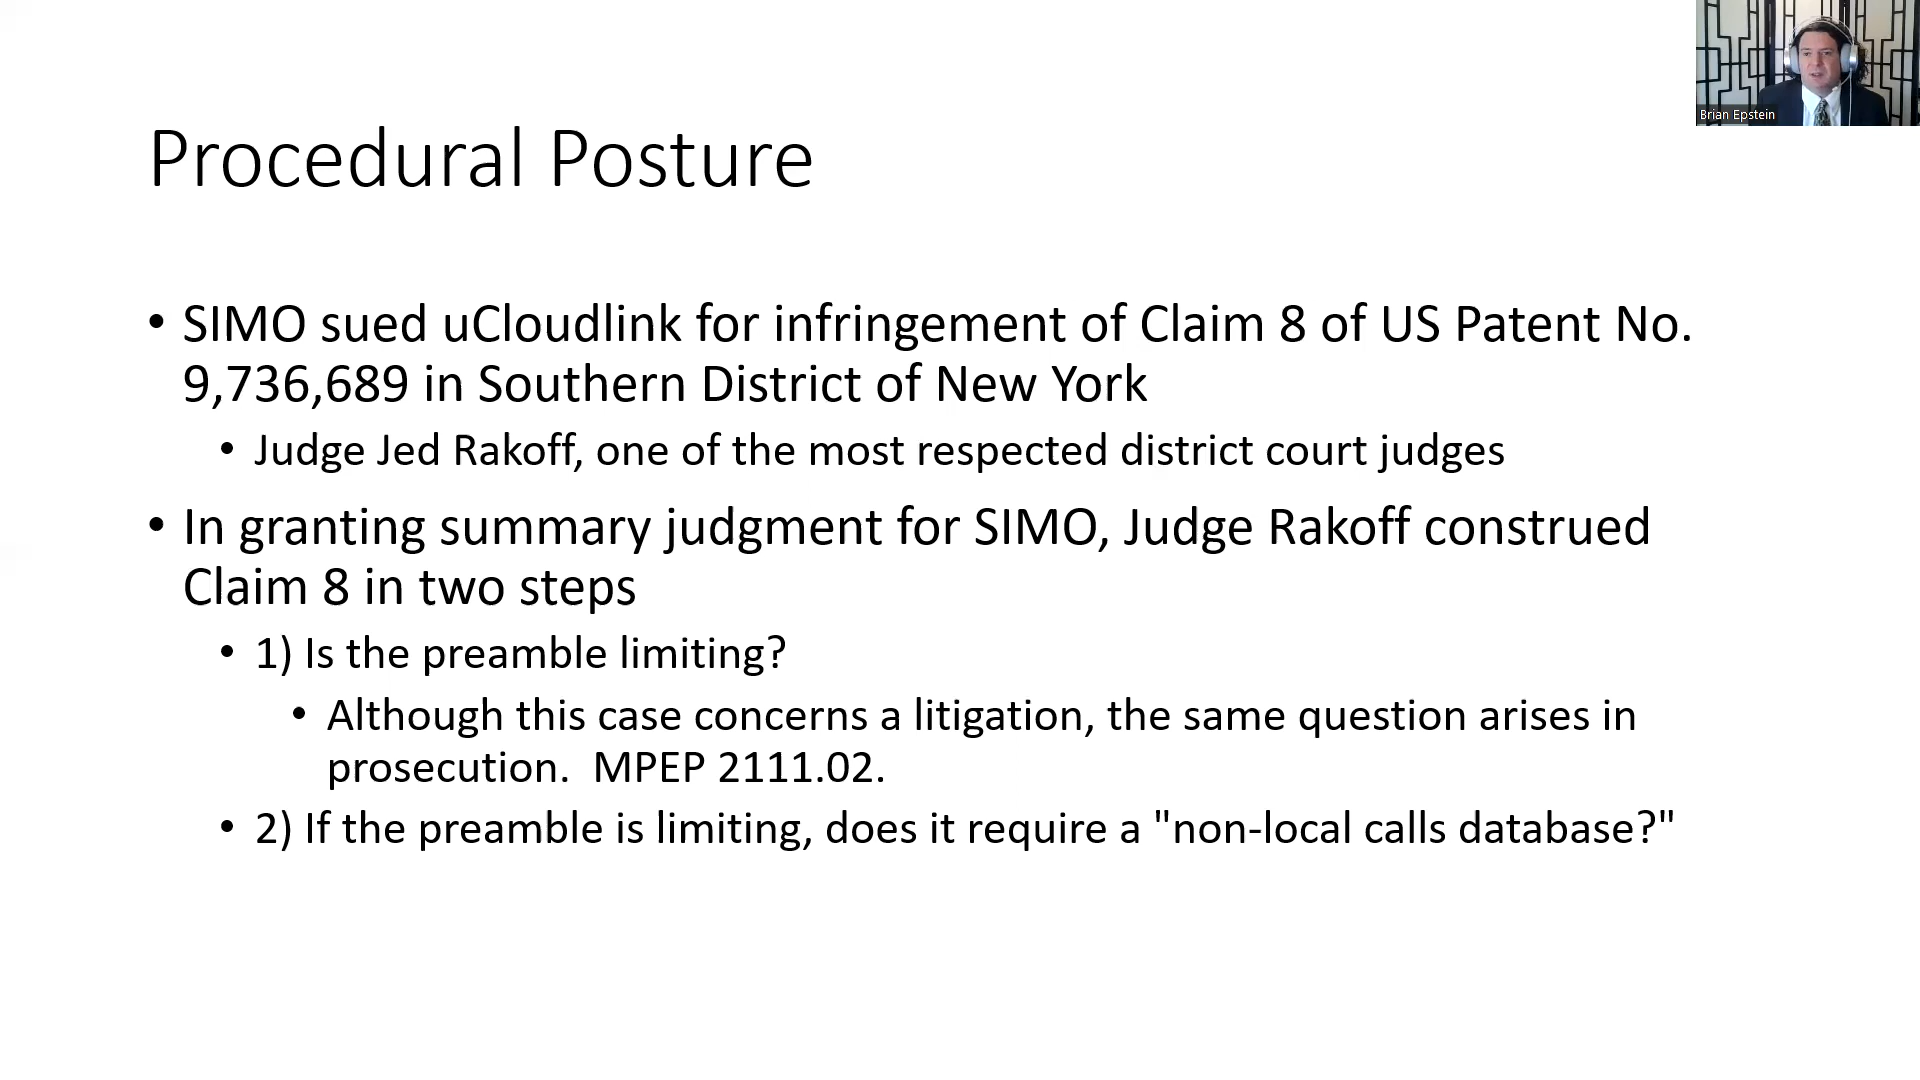 Brian Epstein
Procedural Posture
• SIMO sued uCloudlink for infringement of Claim 8 of US Patent No.
9,736,689 in Southern District of New York
• Judge Jed Rakoff, one of the most respected district court judges
• In granting summary judgment for SIMO, Judge Rakoff construed
Claim 8 in two steps
• 1) Is the preamble limiting?
• Although this case concerns a litigation, the same question arises in
prosecution.  MPEP 2111.02.
• 2) If the preamble is limiting, does it require a "non-local calls database?"